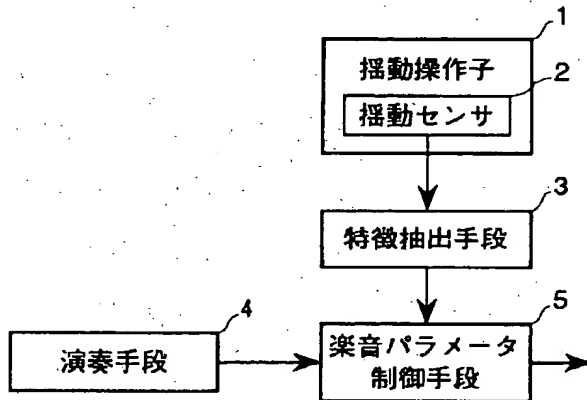 1
揺動操作子
2
揺動センサ
3
特徴抽出手段
4
演奏手段
5
楽音パラメータ
制御手段